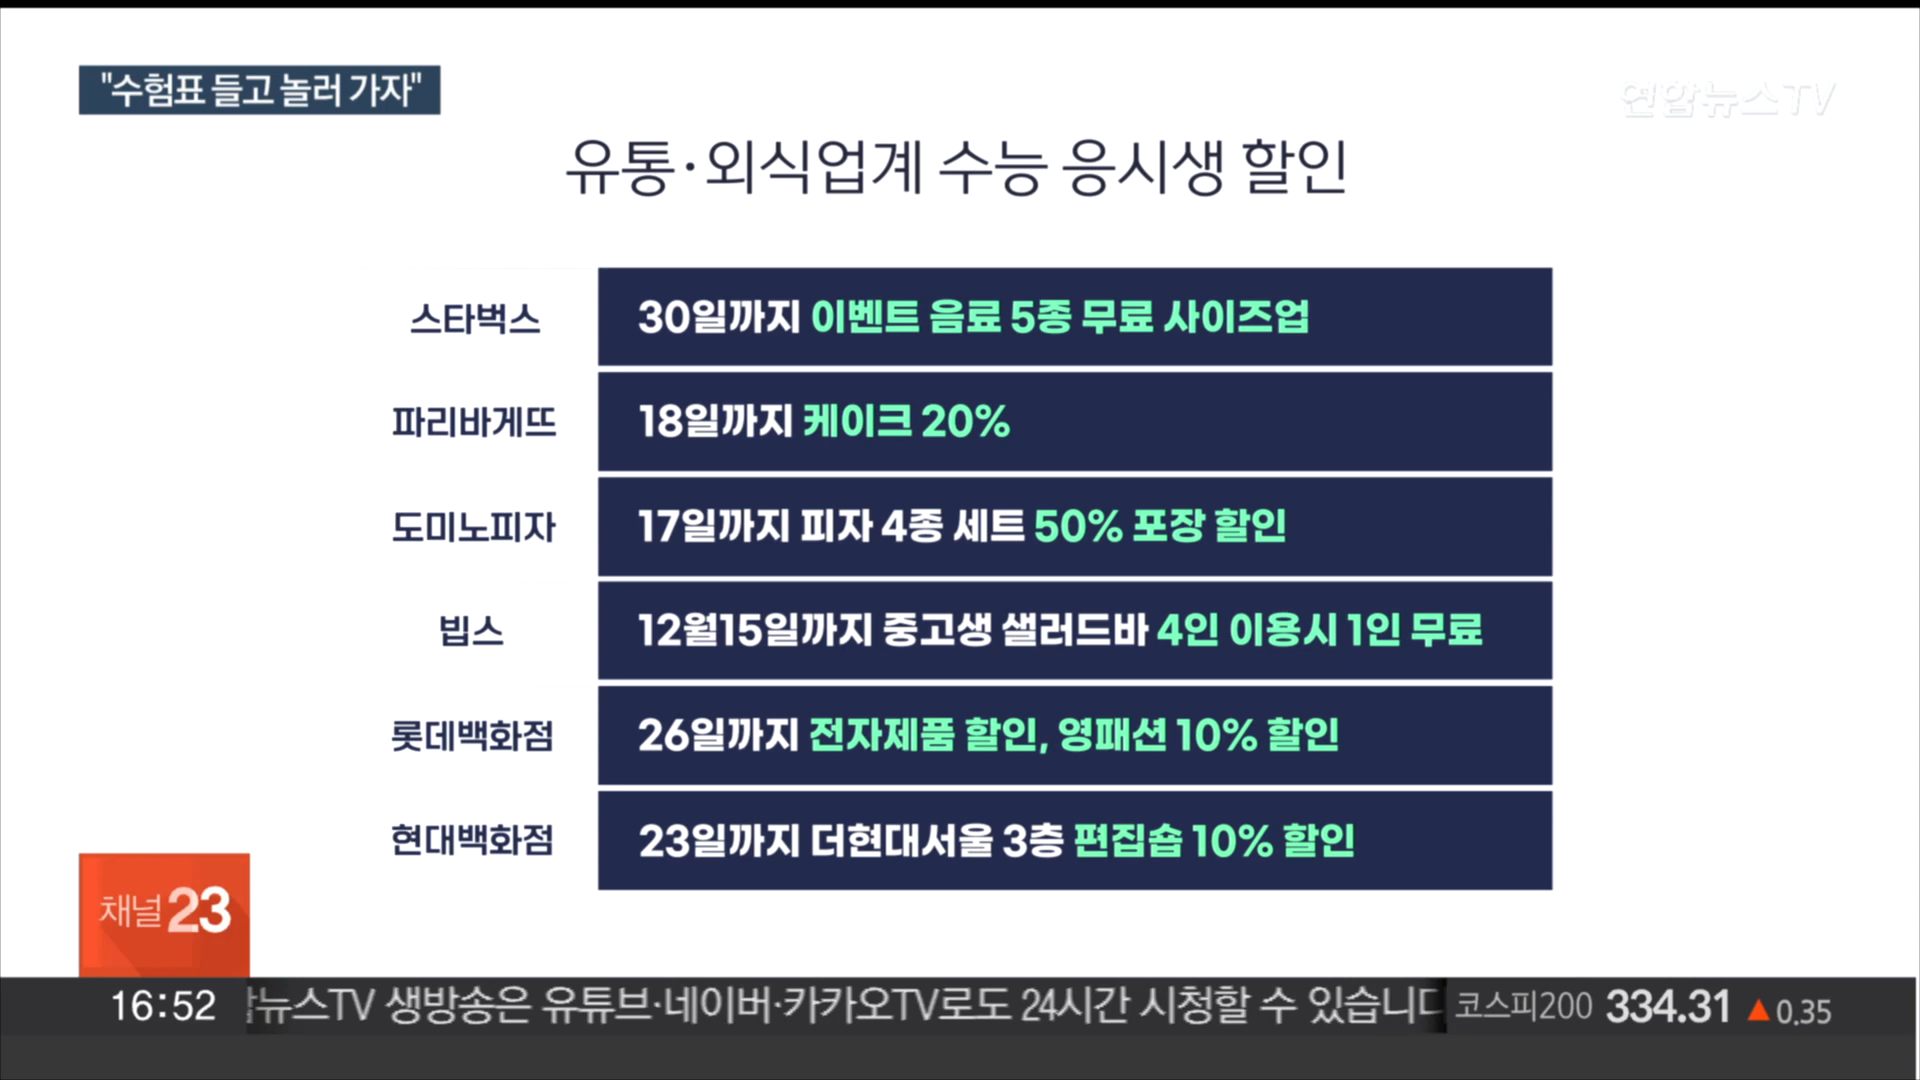 "수험표 들고 놀러 가자"
연합뉴스TV
유통·외식업계 수능 응시생 할인
스타벅스 30일까지 이벤트 음료 5종 무료 사이즈업
파리바게뜨 18일까지 케이크 20%
도미노피자 17일까지 피자 4종 세트 50% 포장 할인
빕스 12월15일까지 중고생 샐러드바 4인 이용시 1인 무료
롯데백화점 26일까지 전자제품 할인, 영패션 10% 할인
현대백화점 23일까지 더현대서울 3층 편집숍 10% 할인
채널 23
16:52 뉴스TV 생방송은 유튜브·네이버·카카오TV로도 24시간 시청할 수 있습니다 코스피200 334.31 ▲ 0.35